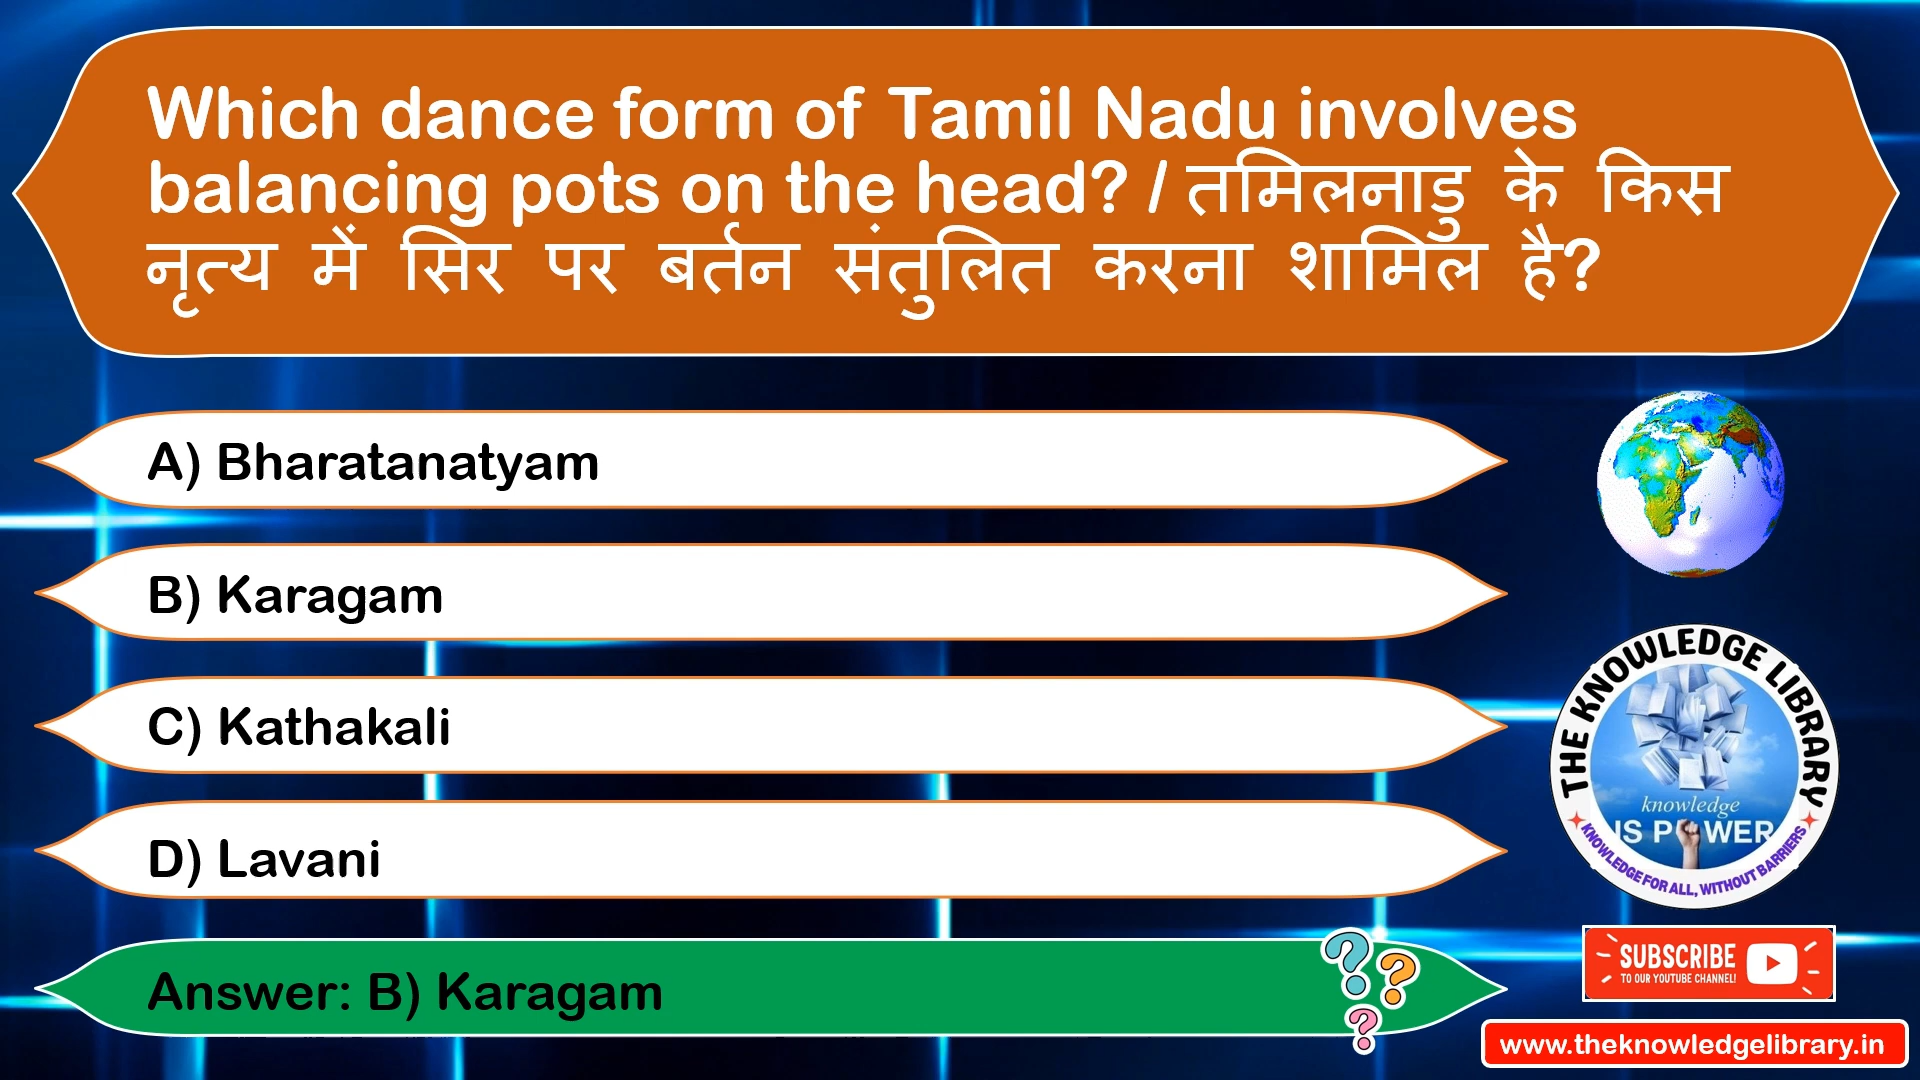 Which dance form of Tamil Nadu involves
balancing pots on the head? / तमिलनाडु के किस
नृत्य में सिर पर बर्तन संतुलित करना शामिल है?
A) Bharatanatyam
B) Karagam
C) Kathakali
D) Lavani
Answer: B) Karagam
THE KNOWLEDGE LIBRARY
knowledge
IS POWER
KNOWLEDGE FOR ALL, WITHOUT BARRIERS
SUBSCRIBE
TO OUR YOUTUBE CHANNEL!
www.theknowledgelibrary.in